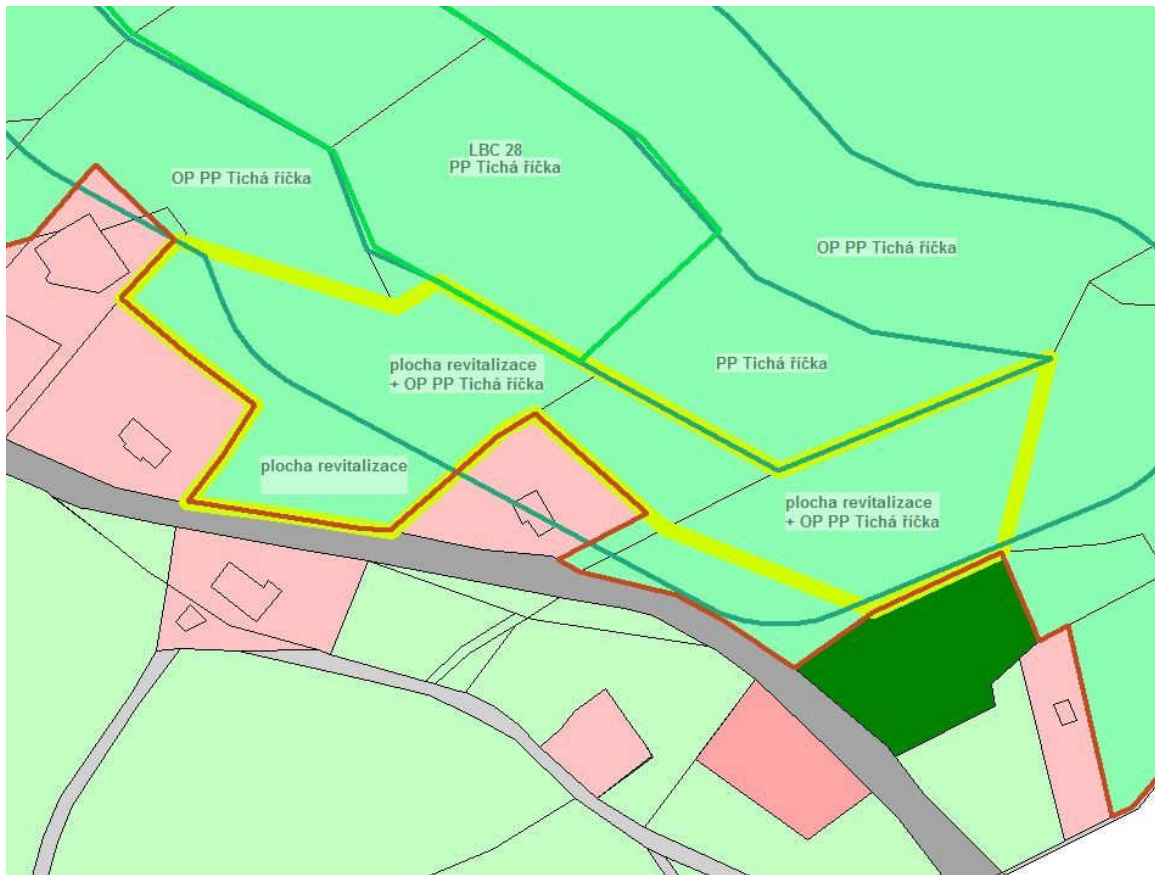 LBC 28
PP Tichá říčka
OP PP Tichá říčka
OP PP Tichá říčka
plocha revitalizace
+ OP PP Tichá říčka
PP Tichá říčka
plocha revitalizace
plocha revitalizace
+ OP PP Tichá říčka